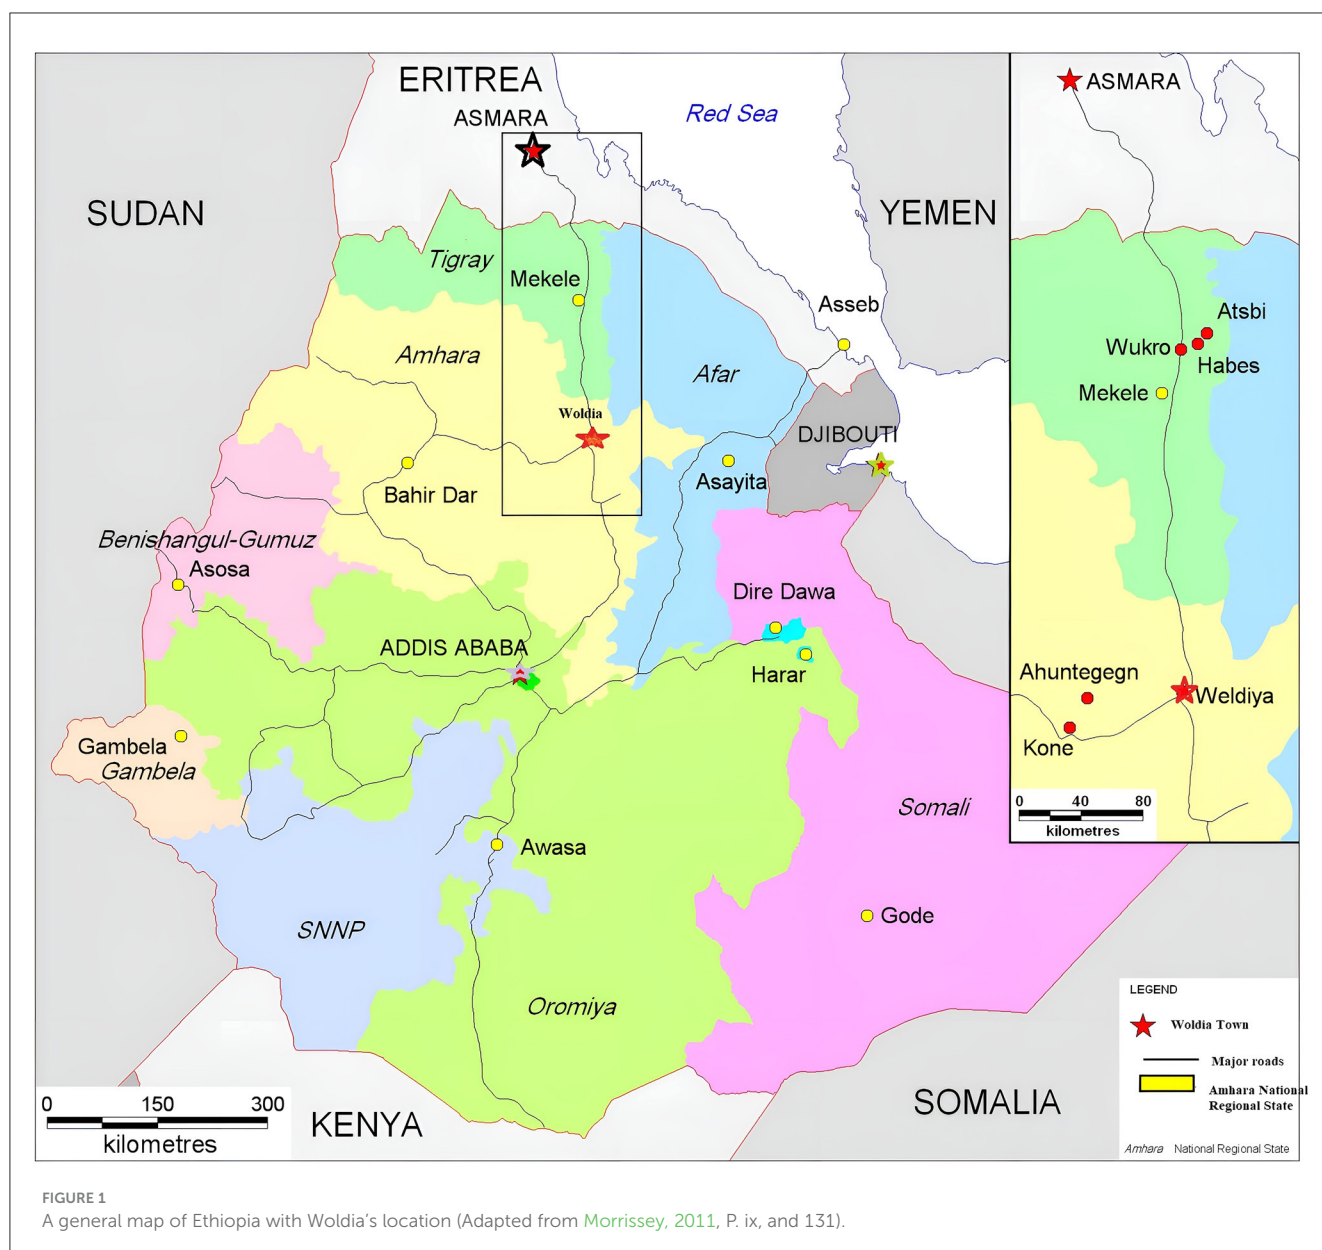 ERITREA
ASMARA
Red Sea
SUDAN
YEMEN
Tigray
Mekele
Asseb
Amhara
Afar
Woldia
DJIBOUTI
Bahir Dar
Asayita
Benishangul-Gumuz
Asosa
Dire Dawa
ADDIS ABABA
Harar
Gambela
Gambela
Somali
Awasa
Gode
SNNP
Oromiya
0 150 300
kilometres
KENYA
SOMALIA
ASMARA
Atsbi
Wukro
Habes
Mekele
Ahuntegegn
Weldiya
Kone
0 40 80
kilometres
LEGEND
Woldia Town
Major roads
Amhara National
Regional State
Amhara National Regional State
FIGURE 1
A general map of Ethiopia with Woldia's location (Adapted from Morrissey, 2011, P. ix, and 131).